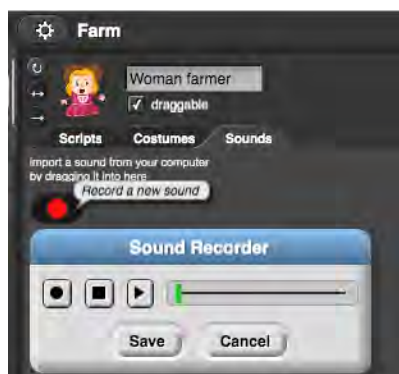 Farm
Woman farmer
draggable
Scripts Costumes Sounds
import a sound from your computer
by dragging it into here
Record a new sound
Sound Recorder
Save Cancel